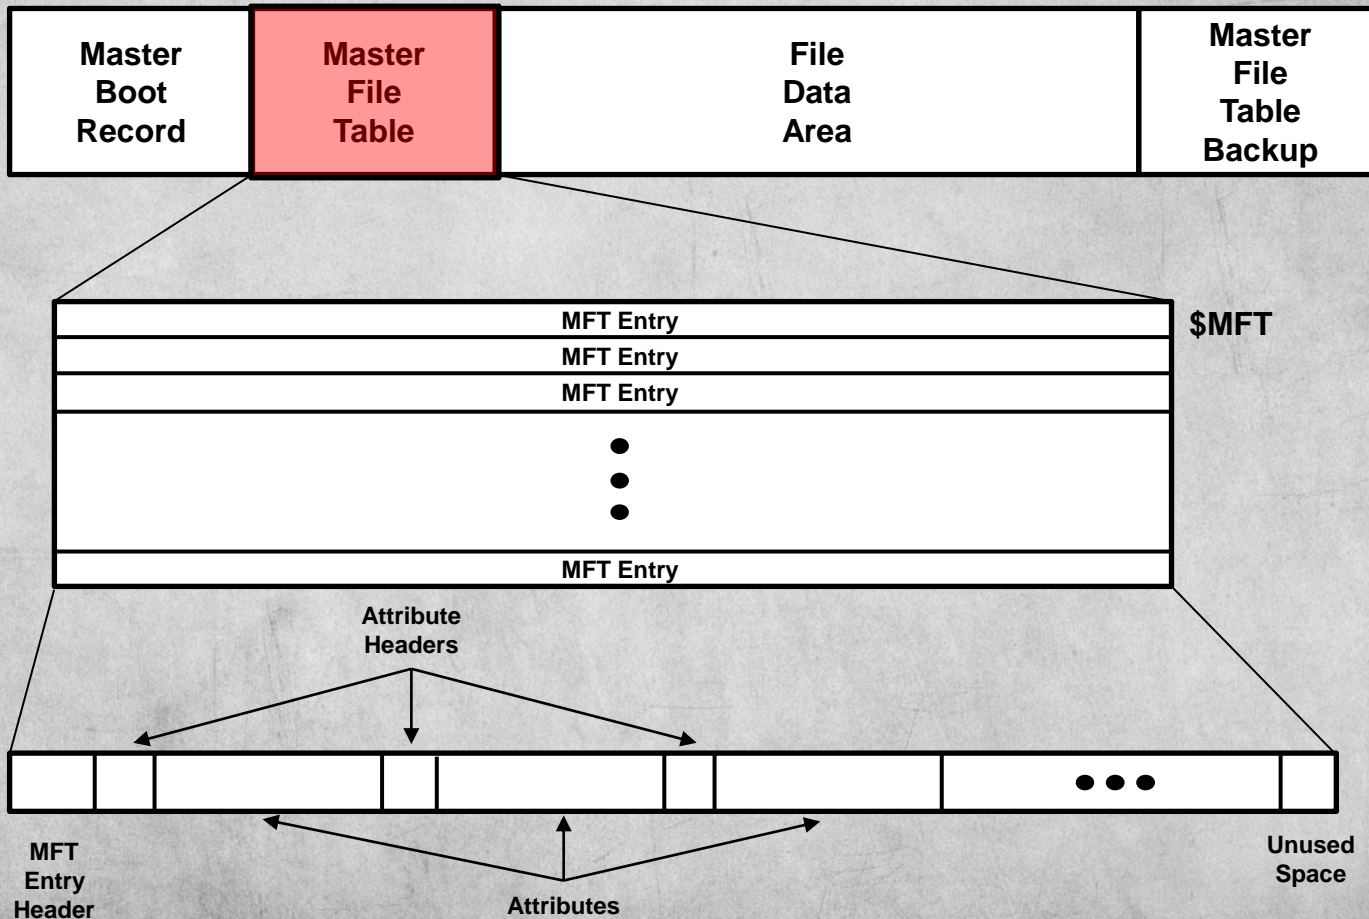 Master
Boot
Record
Master
File
Table
File
Data
Area
Master
File
Table
Backup
MFT Entry
$MFT
MFT Entry
MFT Entry
MFT Entry
Attribute
Headers
MFT
Entry
Header
Attributes
Unused
Space